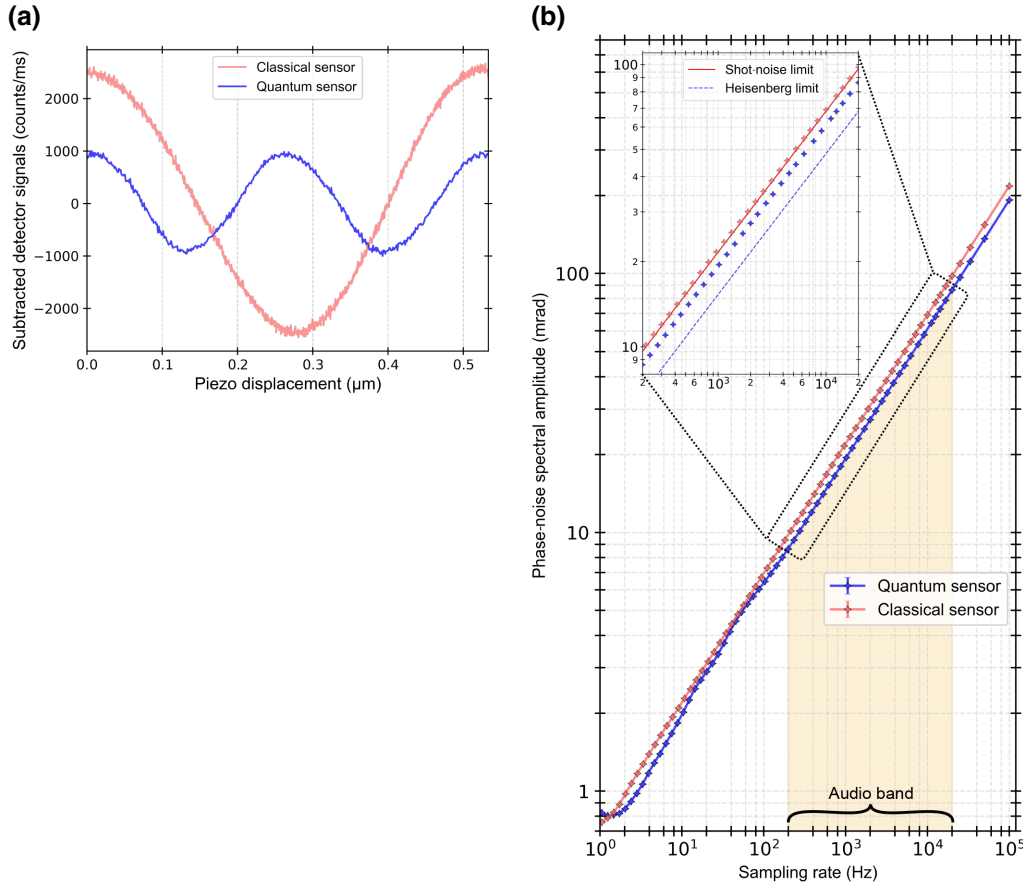 (a)
Classical sensor
Quantum sensor
Subtracted detector signals (counts/ms)
2000
1000
0
−1000
−2000
0.0 0.1 0.2 0.3 0.4 0.5
Piezo displacement (μm)
(b)
Shot-noise limit
Heisenberg limit
100
9
8
7
6
5
4
3
2
10
9
8
2 4 6 10³ 2 4 6 10⁴ 2
Phase-noise spectral amplitude (mrad)
100
10
1
Quantum sensor
Classical sensor
Audio band
10⁰ 10¹ 10² 10³ 10⁴ 10⁵
Sampling rate (Hz)